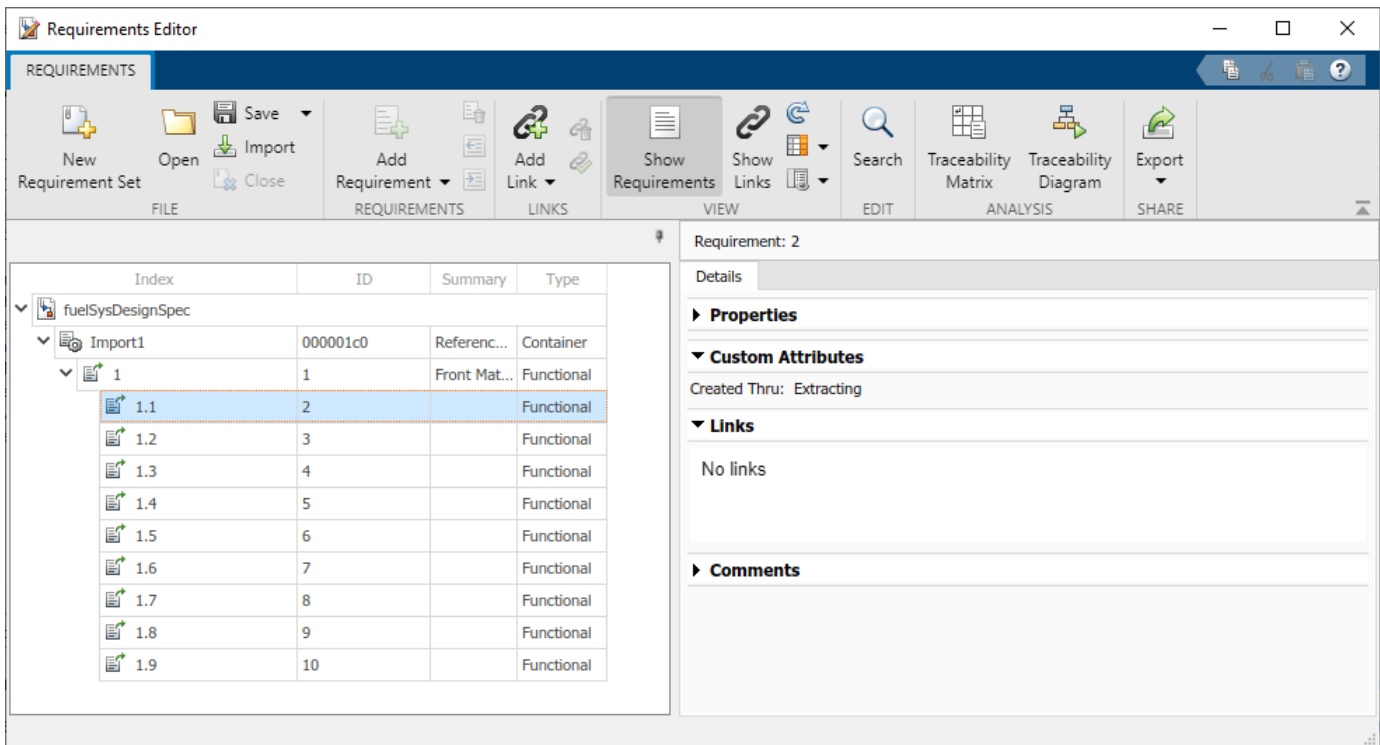 Requirements Editor
REQUIREMENTS
New Requirement Set
Open
Save
Import
Close
FILE
Add Requirement
REQUIREMENTS
Add Link
LINKS
Show Requirements
Show Links
VIEW
Search
EDIT
Traceability Matrix
Traceability Diagram
ANALYSIS
Export
SHARE
Index ID Summary Type
fuelSysDesignSpec
Import1 000001c0 Referenc... Container
1 1 Front Mat... Functional
1.1 2 Functional
1.2 3 Functional
1.3 4 Functional
1.4 5 Functional
1.5 6 Functional
1.6 7 Functional
1.7 8 Functional
1.8 9 Functional
1.9 10 Functional
Requirement: 2
Details
Properties
Custom Attributes
Created Thru: Extracting
Links
No links
Comments